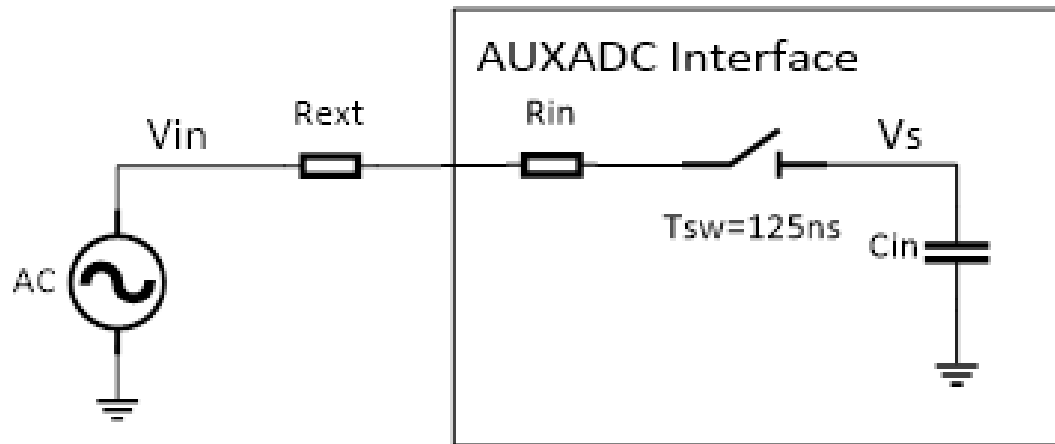 AUXADC Interface
Vin
Rext
Rin
Vs
Tsw=125ns
Cin
AC